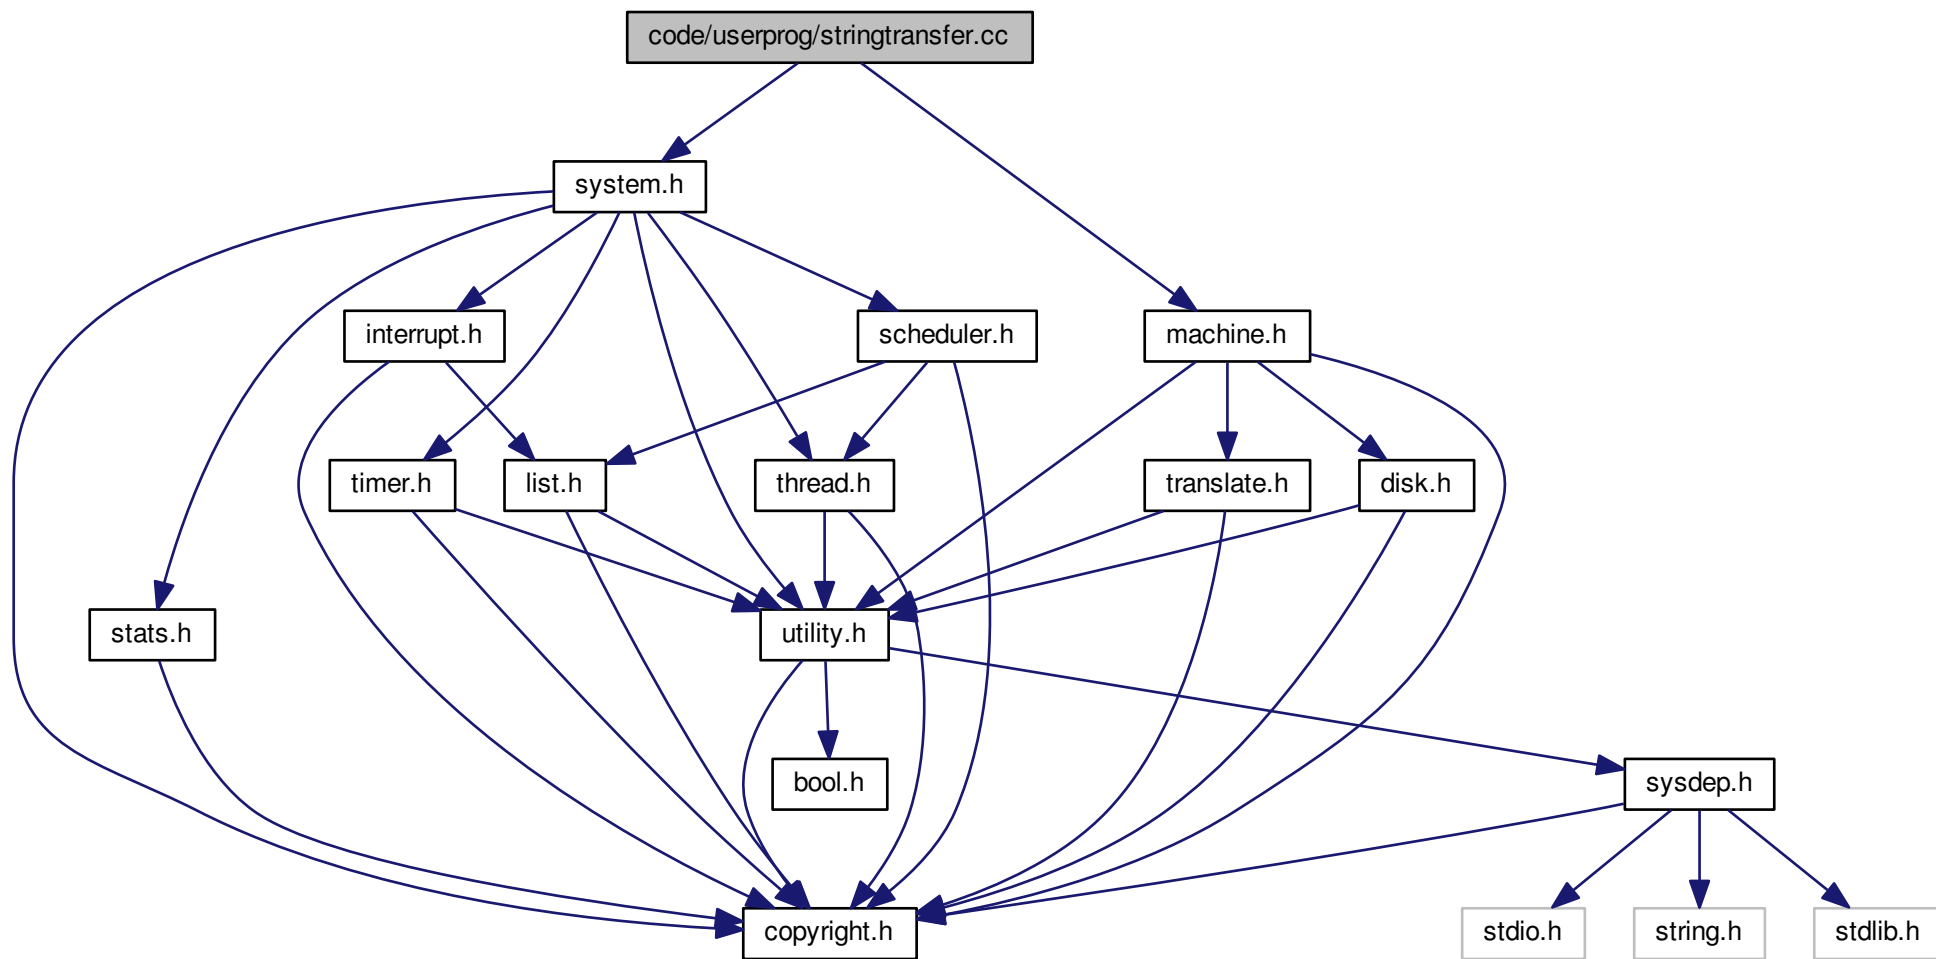 code/userprog/stringtransfer.cc
system.h
interrupt.h
scheduler.h
machine.h
timer.h
list.h
thread.h
translate.h
disk.h
stats.h
utility.h
bool.h
sysdep.h
copyright.h
stdio.h
string.h
stdlib.h